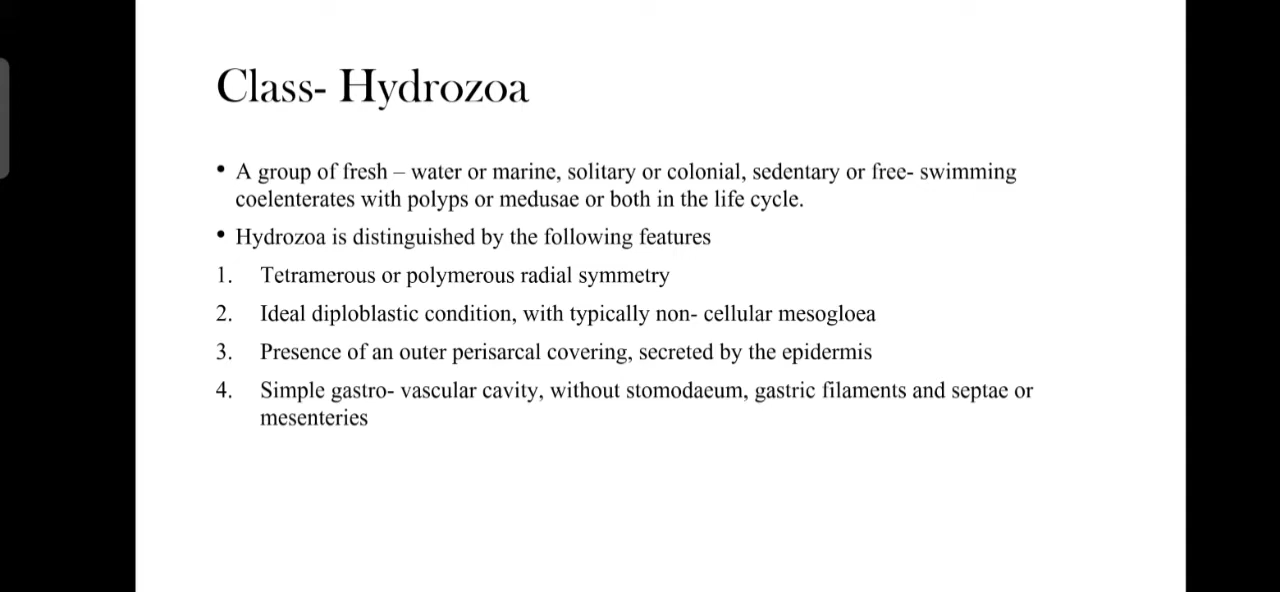 Class- Hydrozoa
• A group of fresh – water or marine, solitary or colonial, sedentary or free- swimming
coelenterates with polyps or medusae or both in the life cycle.
• Hydrozoa is distinguished by the following features
1. Tetramerous or polymerous radial symmetry
2. Ideal diploblastic condition, with typically non- cellular mesogloea
3. Presence of an outer perisarcal covering, secreted by the epidermis
4. Simple gastro- vascular cavity, without stomodaeum, gastric filaments and septae or
mesenteries